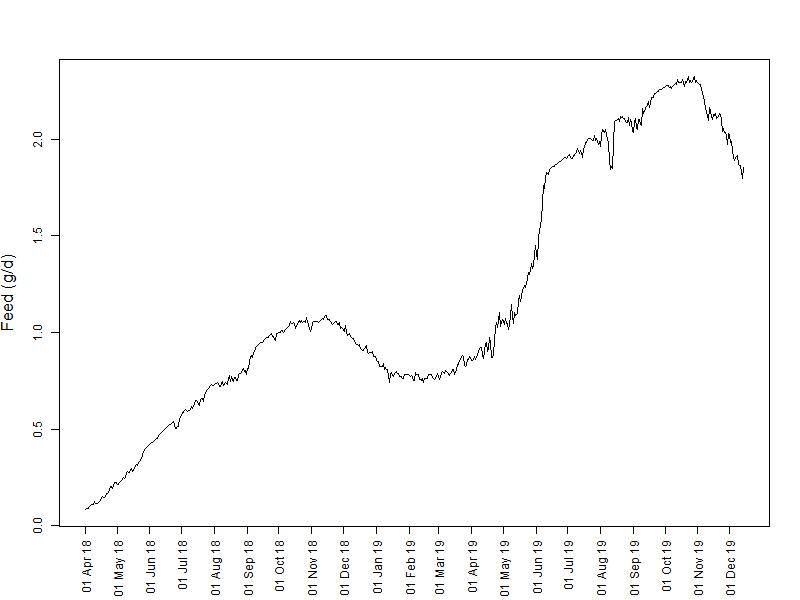 Feed (g/d)
2.0
1.5
1.0
0.5
0.0
01 Apr 18
01 May 18
01 Jun 18
01 Jul 18
01 Aug 18
01 Sep 18
01 Oct 18
01 Nov 18
01 Dec 18
01 Jan 19
01 Feb 19
01 Mar 19
01 Apr 19
01 May 19
01 Jun 19
01 Jul 19
01 Aug 19
01 Sep 19
01 Oct 19
01 Nov 19
01 Dec 19